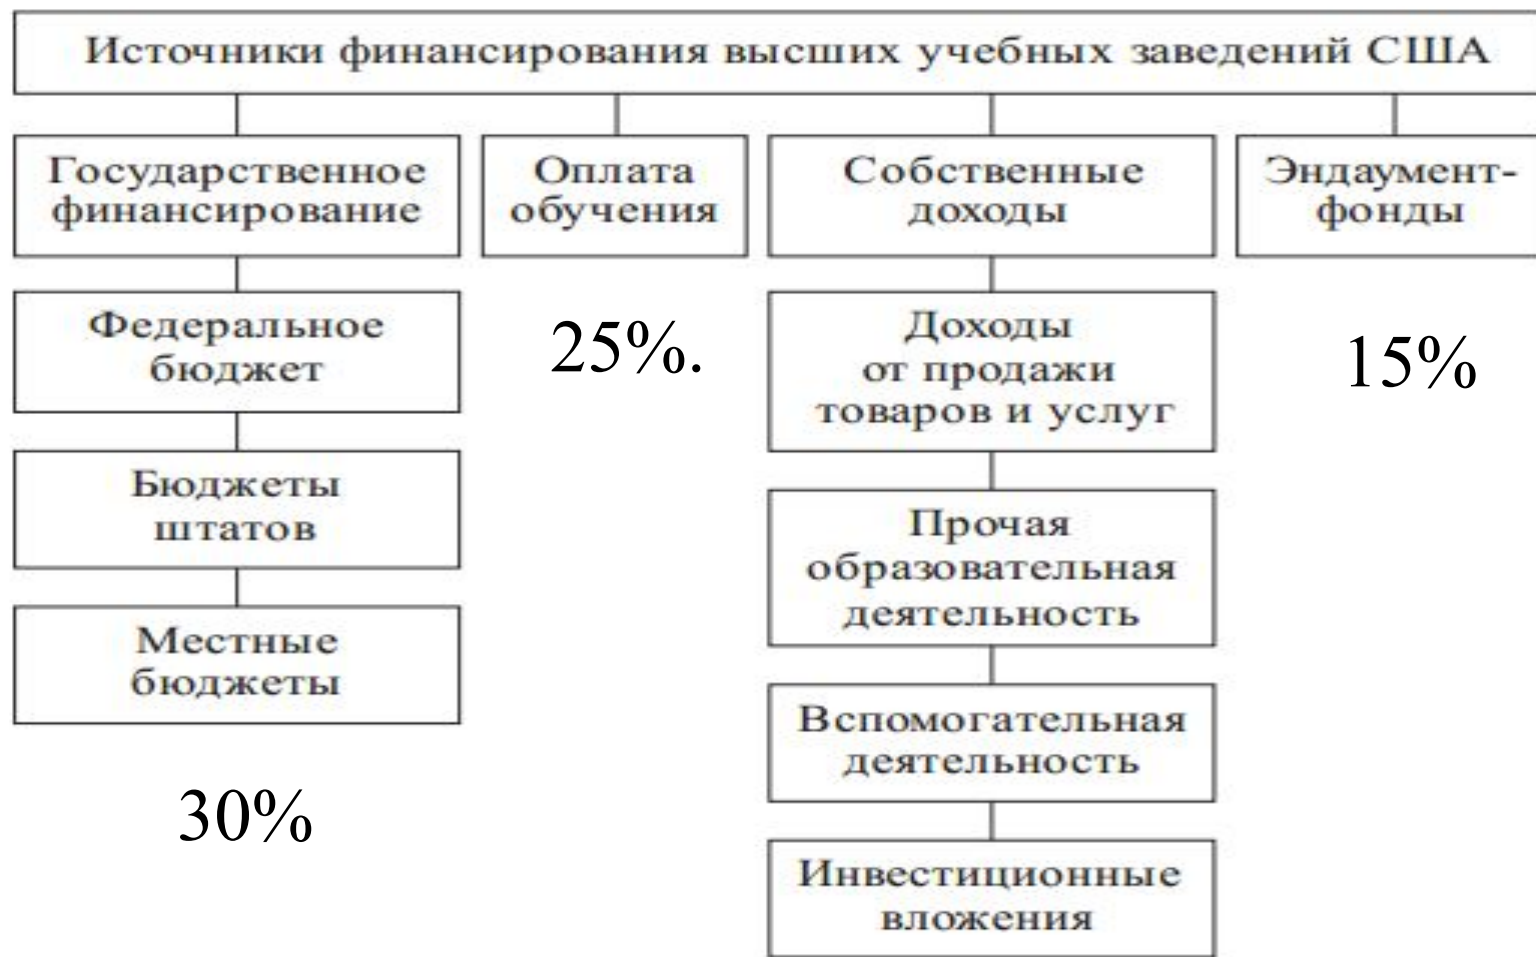 Источники финансирования высших учебных заведений США
Государственное
финансирование
Федеральное
бюджет
Бюджеты
штатов
Местные
бюджеты
30%
Оплата
обучения
25%.
Собственные
доходы
Доходы
от продажи
товаров и услуг
Прочая
образовательная
деятельность
Вспомогательная
деятельность
Инвестиционные
вложения
Эндаумент-
фонды
15%